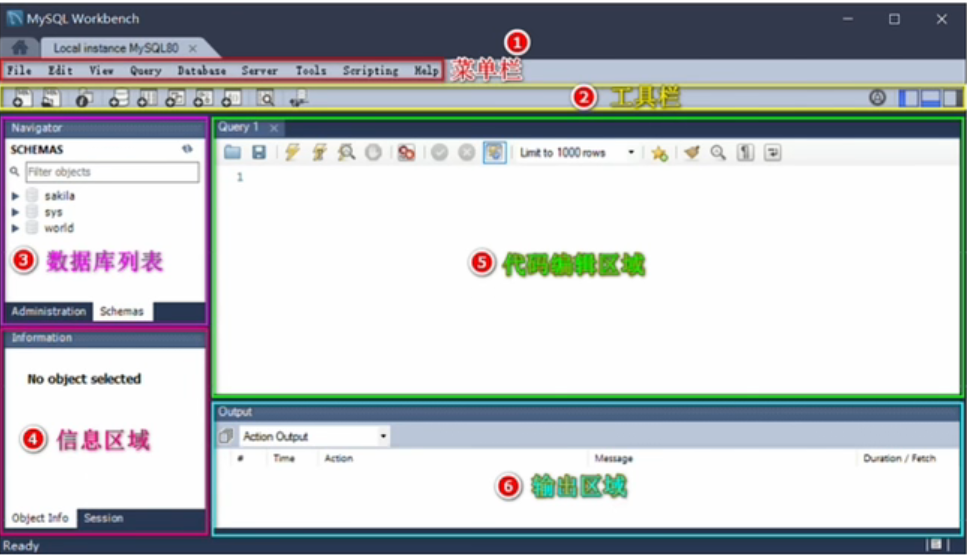 MySQL Workbench
Local instance MySQL80
File Edit View Query Database Server Tools Scripting Help
1 菜单栏
2 工具栏
Navigator
SCHEMAS
Filter objects
sakila
sys
world
3 数据库列表
Administration Schemas
Information
No object selected
4 信息区域
Object Info Session
Query 1
Limit to 1000 rows
1
5 代码编辑区域
Output
Action Output
# Time Action Message Duration / Fetch
6 输出区域
Ready